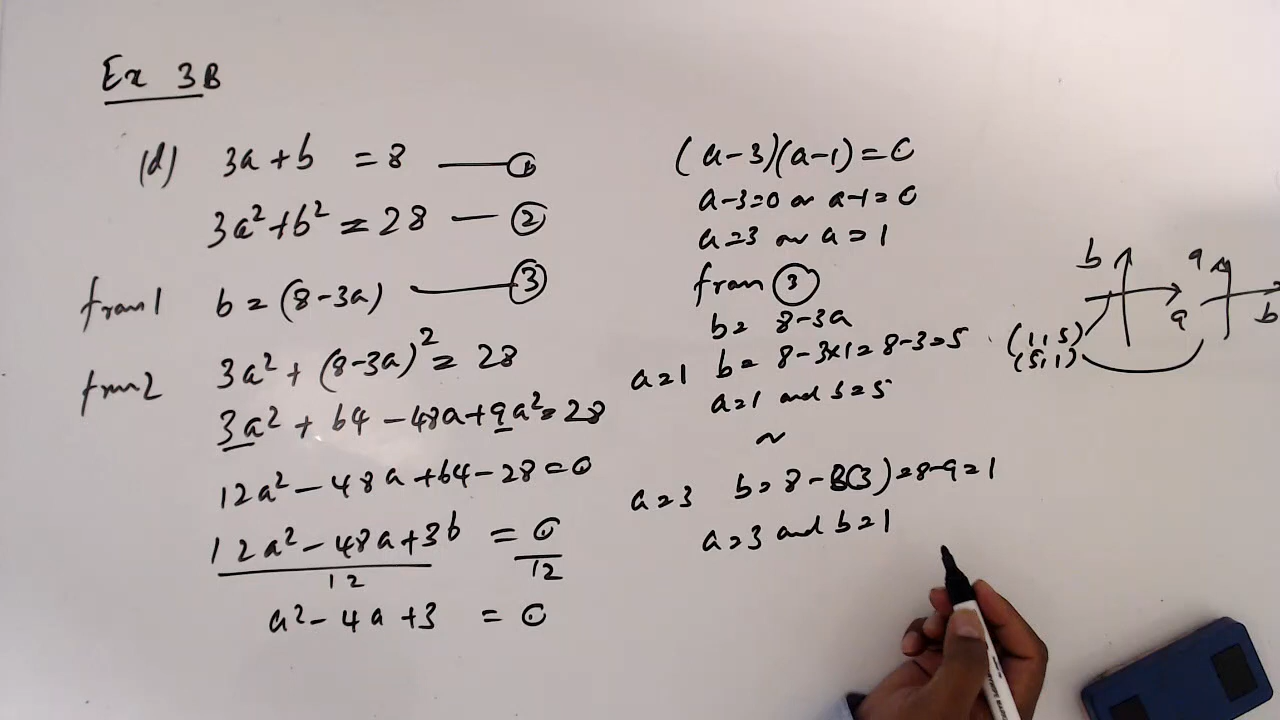 Ex 3B
(d) 3a+b = 8 — ①
3a²+b² = 28 — ②
from 1 b = (8-3a) — ③
from 2 3a² + (8-3a)² = 28
3a² + 64 - 48a + 9a² = 28
12a² - 48a + 64 - 28 = 0
12a² - 48a + 36 = 0
12 12
a² - 4a + 3 = 0
(a-3)(a-1) = 0
a-3=0 or a-1=0
a=3 or a=1
from ③
b = 8-3a
a=1 b = 8-3×1 = 8-3 = 5
a=1 and 5=5
~
a=3 b = 8-3(3) = 8-9 = 1
a=3 and b=1
b a
a b
(1,5)
(5,1)